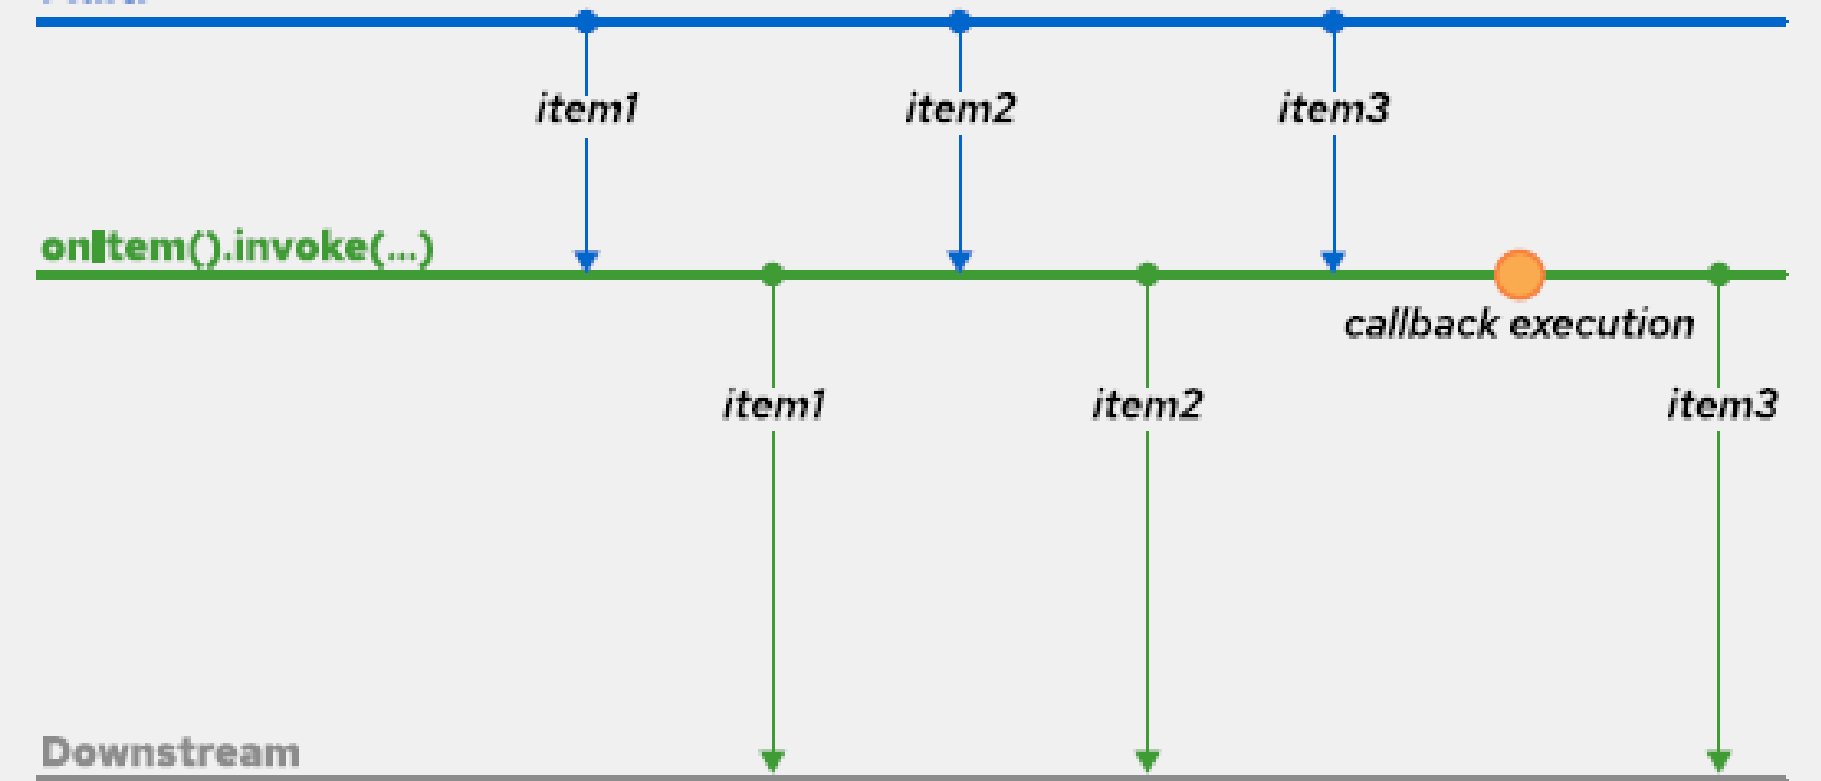 item1 item2 item3
onItem().invoke(...)
callback execution
item1 item2 item3
Downstream